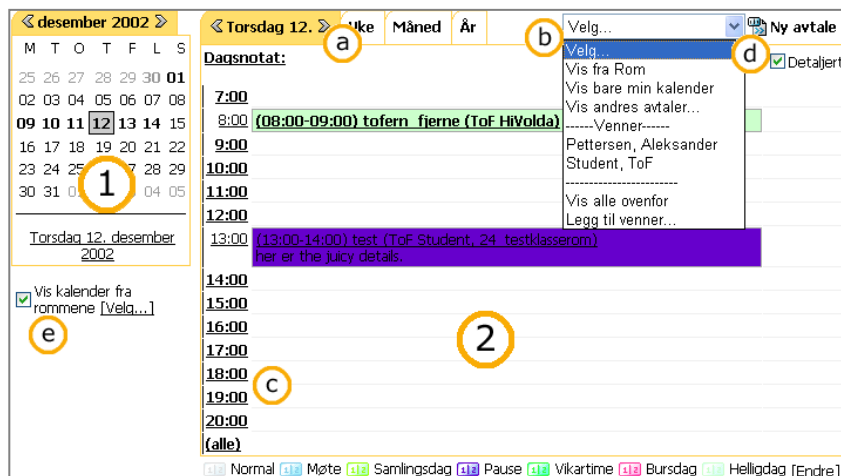 desember 2002
M T O T F L S
25 26 27 28 29 30 01
02 03 04 05 06 07 08
09 10 11 12 13 14 15
16 17 18 19 20 21 22
23 24 25 27 28 29
30 31 04 05
1
Torsdag 12. desember
2002
Vis kalender fra
rommene [Velg...]
e
Torsdag 12. Uke Måned År
a
b
Velg...
Ny avtale
d
Detaljert
Velg...
Vis fra Rom
Vis bare min kalender
Vis andres avtaler...
------Venner------
Pettersen, Aleksander
Student, ToF
------------------------
Vis alle ovenfor
Legg til venner...
Dagsnotat:
7:00
8:00 (08:00-09:00) tofern_fjerne (ToF HiVolda)
9:00
10:00
11:00
12:00
13:00 (13:00-14:00) test (ToF Student, 24_testklasserom)
her er the juicy details.
14:00
15:00
16:00
2
17:00
18:00
c
19:00
20:00
(alle)
Normal Møte Samlingsdag Pause Vikartime Bursdag Helligdag [Endre]